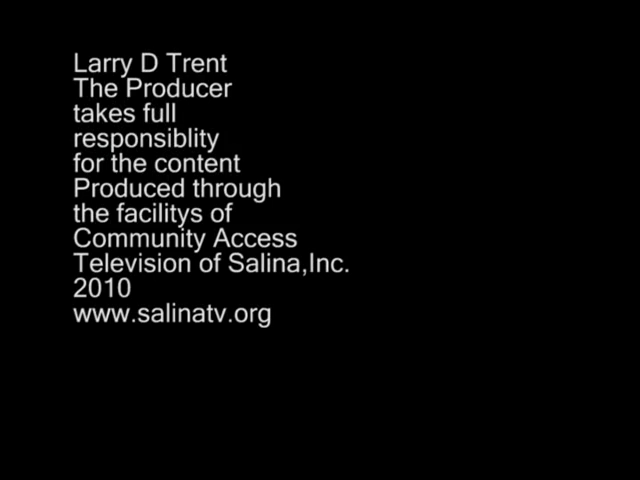 Larry D Trent
The Producer
takes full
responsiblity
for the content
Produced through
the facilitys of
Community Access
Television of Salina,Inc.
2010
www.salinatv.org